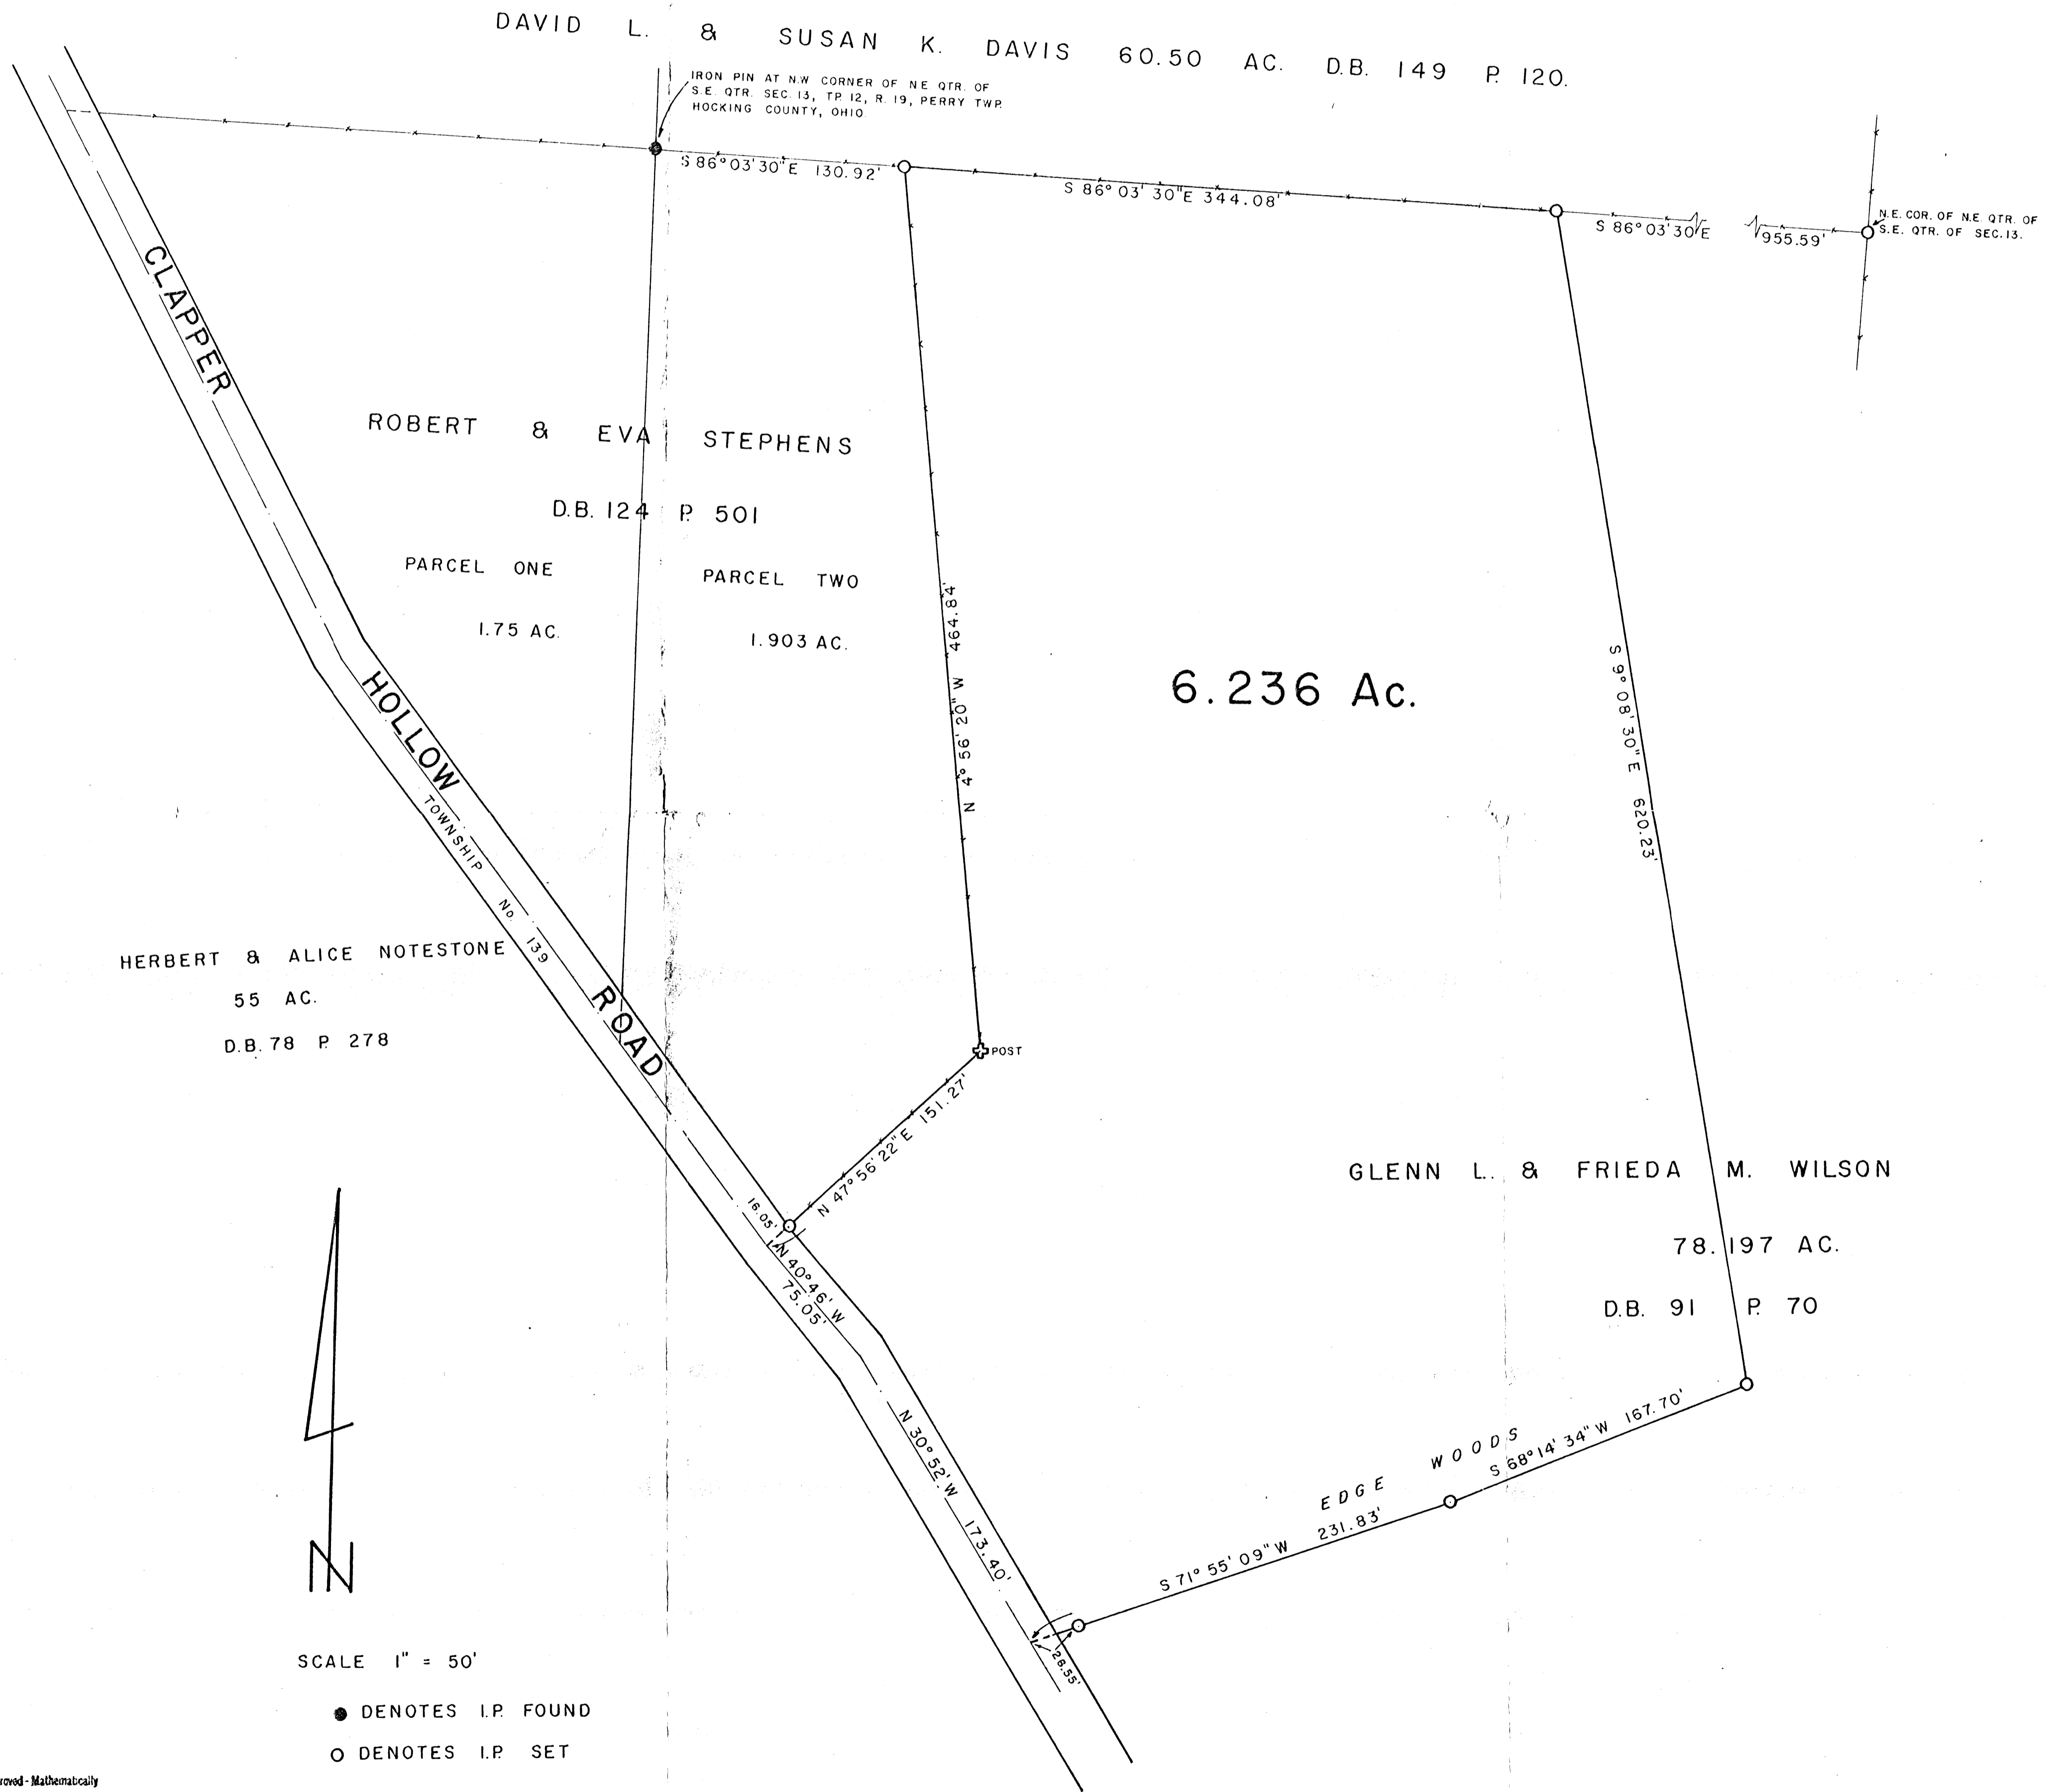 DAVID L. & SUSAN K. DAVIS 60.50 AC. D.B. 149 P. 120.
IRON PIN AT N.W CORNER OF NE QTR. OF
S.E. QTR. SEC. 13, TP. 12, R. 19, PERRY TWP.
HOCKING COUNTY, OHIO
S 86° 03' 30" E 130.92'
S 86° 03' 30" E 344.08'
S 86° 03' 30" E
955.59'
N.E. COR. OF N.E. QTR. OF
S.E. QTR. OF SEC. 13.
CLAPPER HOLLOW ROAD
TOWNSHIP No. 139
ROBERT & EVA STEPHENS
D.B. 124 P. 501
PARCEL ONE
1.75 AC.
PARCEL TWO
1.903 AC.
N 4° 56' 20" W 464.84'
6.236 Ac.
S 9° 08' 30" E 620.23'
HERBERT & ALICE NOTESTONE
55 AC.
D.B. 78 P. 278
POST
N 47° 56' 22" E 151.27'
16.05'
N 40° 46' W
75.05'
GLENN L. & FRIEDA M. WILSON
78.197 AC.
D.B. 91 P. 70
N 30° 52' W 173.40'
EDGE WOODS
S 68° 14' 34" W 167.70'
S 71° 55' 09" W 231.83'
26.55'
N
SCALE 1" = 50'
DENOTES I.P. FOUND
DENOTES I.P. SET
roved - Mathematically